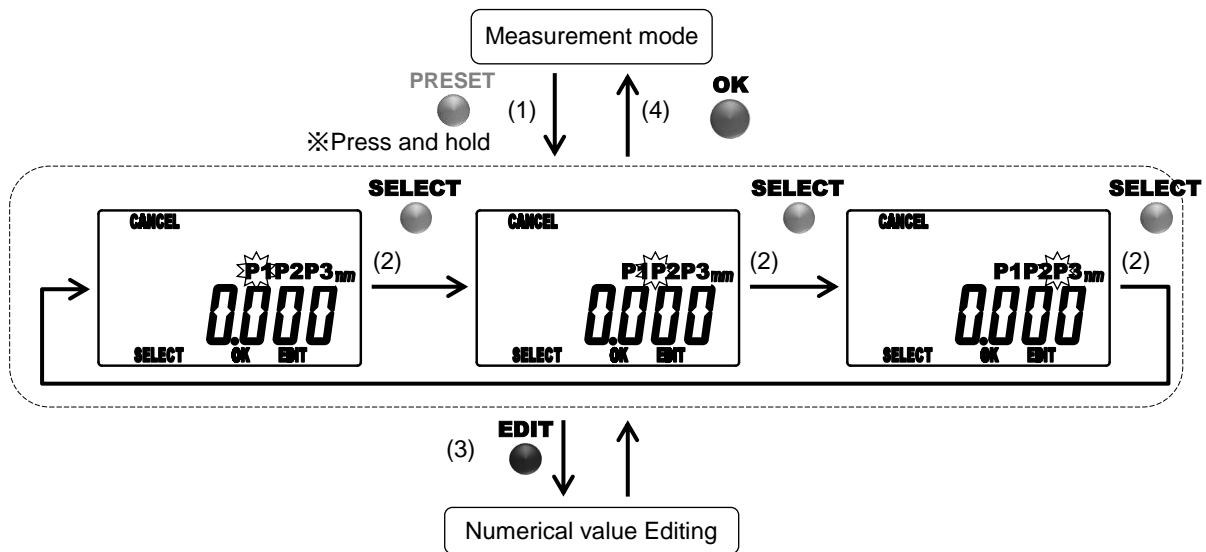 Measurement mode
PRESET
(1)
(4)
OK
※Press and hold
SELECT
SELECT
SELECT
CANCEL
CANCEL
CANCEL
P1P2P3mm
(2)
P1P2P3mm
(2)
P1P2P3mm
(2)
0.000
0.000
0.000
SELECT OK EDIT
SELECT OK EDIT
SELECT OK EDIT
(3)
EDIT
Numerical value Editing